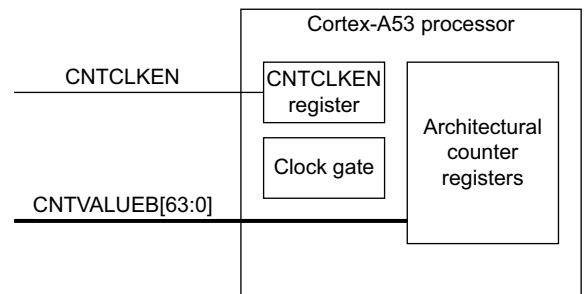 Cortex-A53 processor
CNTCLKEN
CNTCLKEN
register
Clock gate
Architectural
counter
registers
CNTVALUEB[63:0]